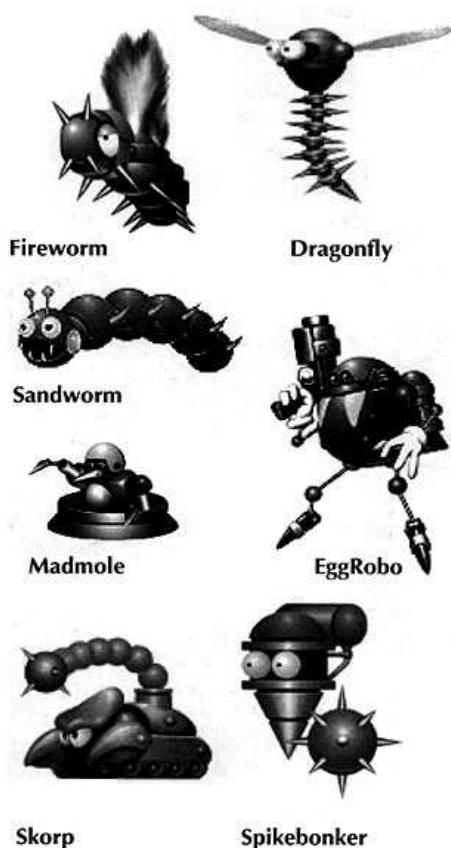 Fireworm
Dragonfly
Sandworm
Madmole
EggRobo
Skorp
Spikebonker